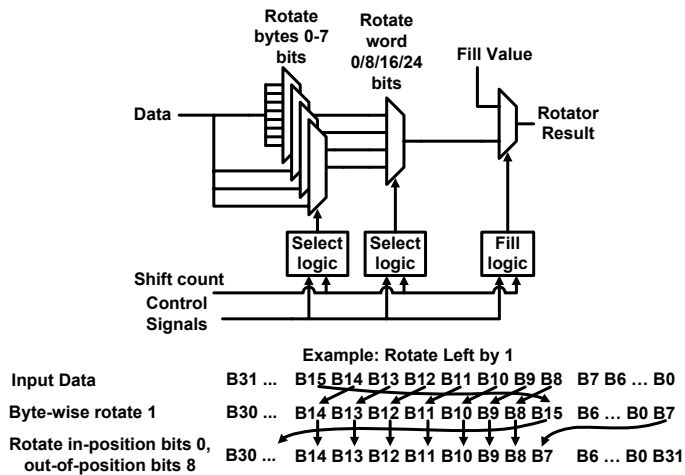 Rotate
bytes 0-7
bits
Rotate
word
0/8/16/24
bits
Fill Value
Data
Rotator
Result
Select
logic
Select
logic
Fill
logic
Shift count
Control
Signals
Example: Rotate Left by 1
Input Data B31 ... B15 B14 B13 B12 B11 B10 B9 B8 B7 B6 ... B0
Byte-wise rotate 1 B30 ... B14 B13 B12 B11 B10 B9 B8 B15 B6 ... B0 B7
Rotate in-position bits 0,
out-of-position bits 8 B30 ... B14 B13 B12 B11 B10 B9 B8 B7 B6 ... B0 B31